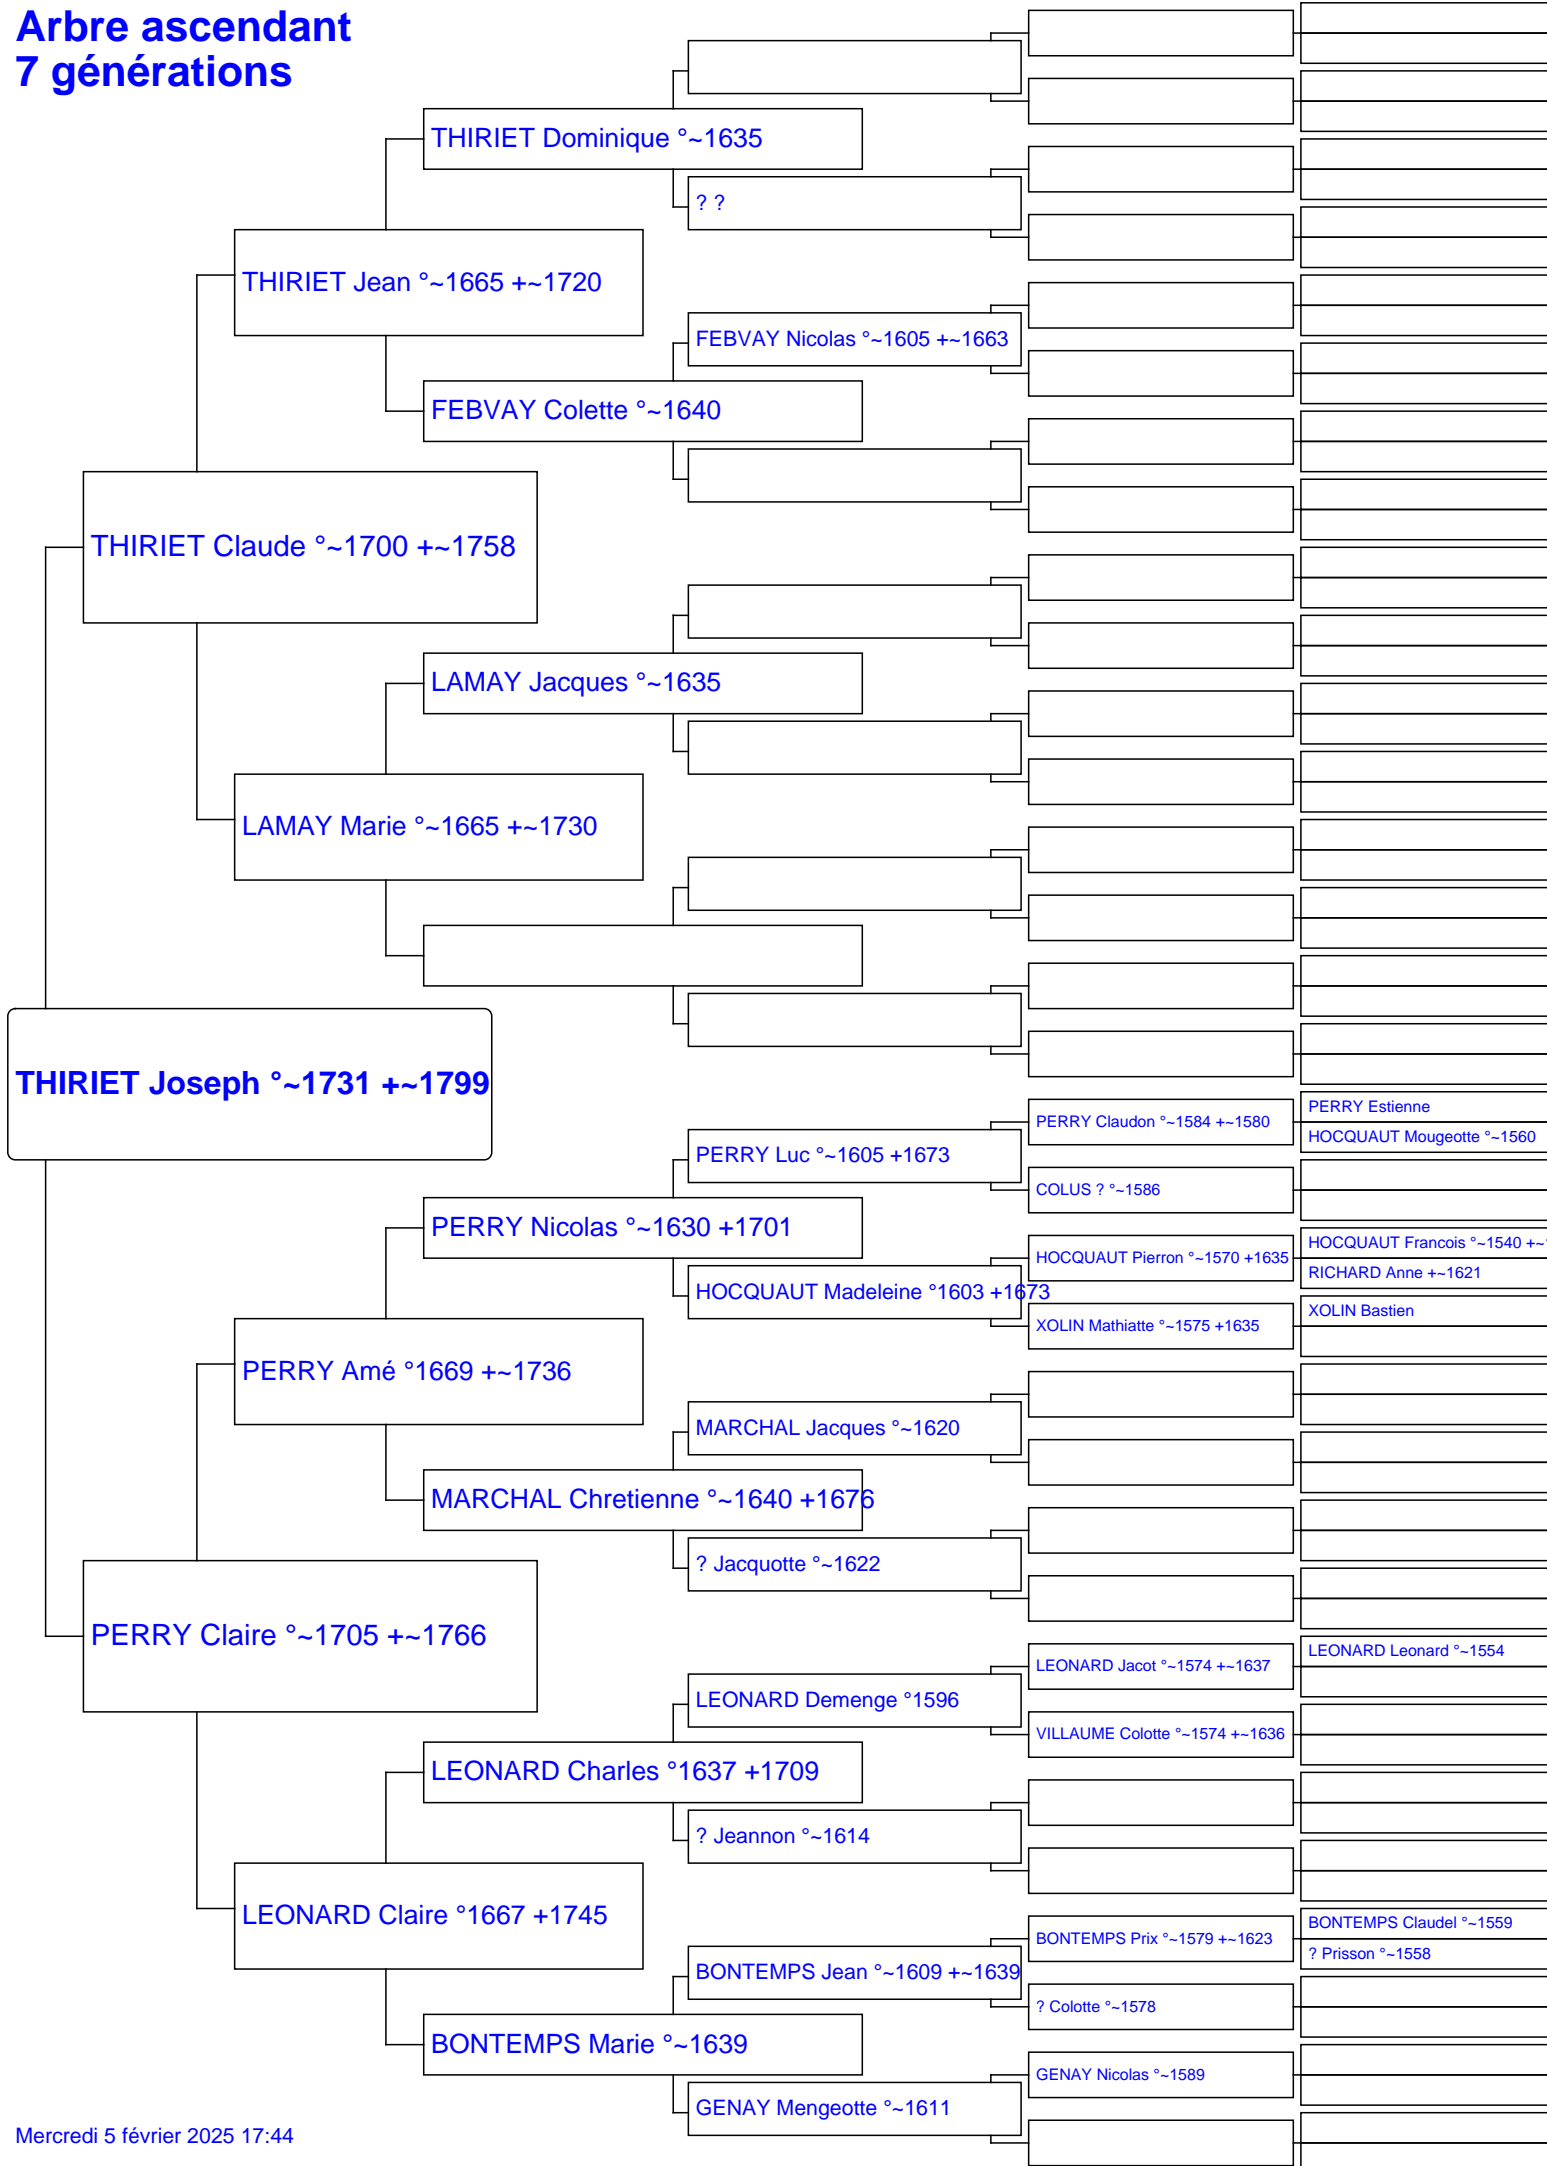 Arbre ascendant
7 générations
THIRIET Dominique °~1635
? ?
THIRIET Jean °~1665 +~1720
FEBVAY Nicolas °~1605 +~1663
FEBVAY Colette °~1640
THIRIET Claude °~1700 +~1758
LAMAY Jacques °~1635
LAMAY Marie °~1665 +~1730
THIRIET Joseph °~1731 +~1799
PERRY Estienne
PERRY Claudon °~1584 +~1580
HOCQUAUT Mougeotte °~1560
PERRY Luc °~1605 +1673
COLUS ? °~1586
PERRY Nicolas °~1630 +1701
HOCQUAUT Francois °~1540 +~
HOCQUAUT Pierron °~1570 +1635
RICHARD Anne +~1621
HOCQUAUT Madeleine °1603 +1673
XOLIN Bastien
XOLIN Mathiatte °~1575 +1635
PERRY Amé °1669 +~1736
MARCHAL Jacques °~1620
MARCHAL Chretienne °~1640 +1676
? Jacquotte °~1622
PERRY Claire °~1705 +~1766
LEONARD Leonard °~1554
LEONARD Jacot °~1574 +~1637
LEONARD Demenge °1596
VILLAUME Colotte °~1574 +~1636
LEONARD Charles °1637 +1709
? Jeannon °~1614
LEONARD Claire °1667 +1745
BONTEMPS Claudel °~1559
BONTEMPS Prix °~1579 +~1623
? Prisson °~1558
BONTEMPS Jean °~1609 +~1639
? Colotte °~1578
BONTEMPS Marie °~1639
GENAY Nicolas °~1589
GENAY Mengeotte °~1611
Mercredi 5 février 2025 17:44